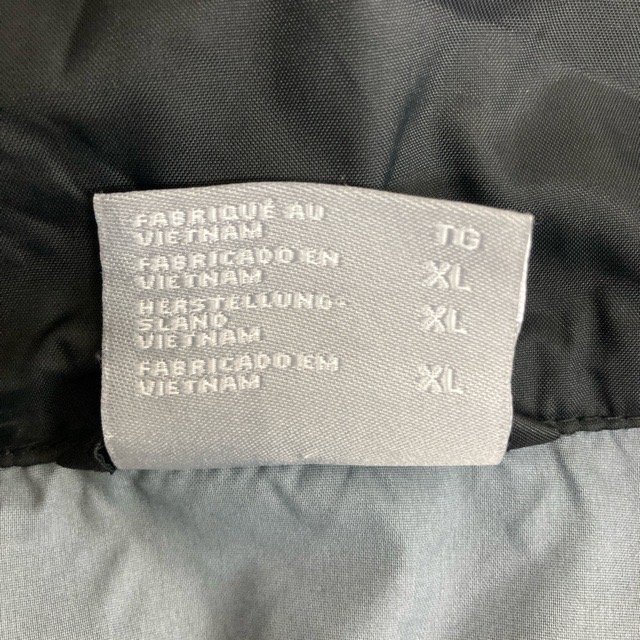 FABRIQUÉ AU
VIETNAM TG
FABRICADO EN
VIETNAM XL
HERSTELLUNG-
SLAND
VIETNAM XL
FABRICADO EM
VIETNAM XL